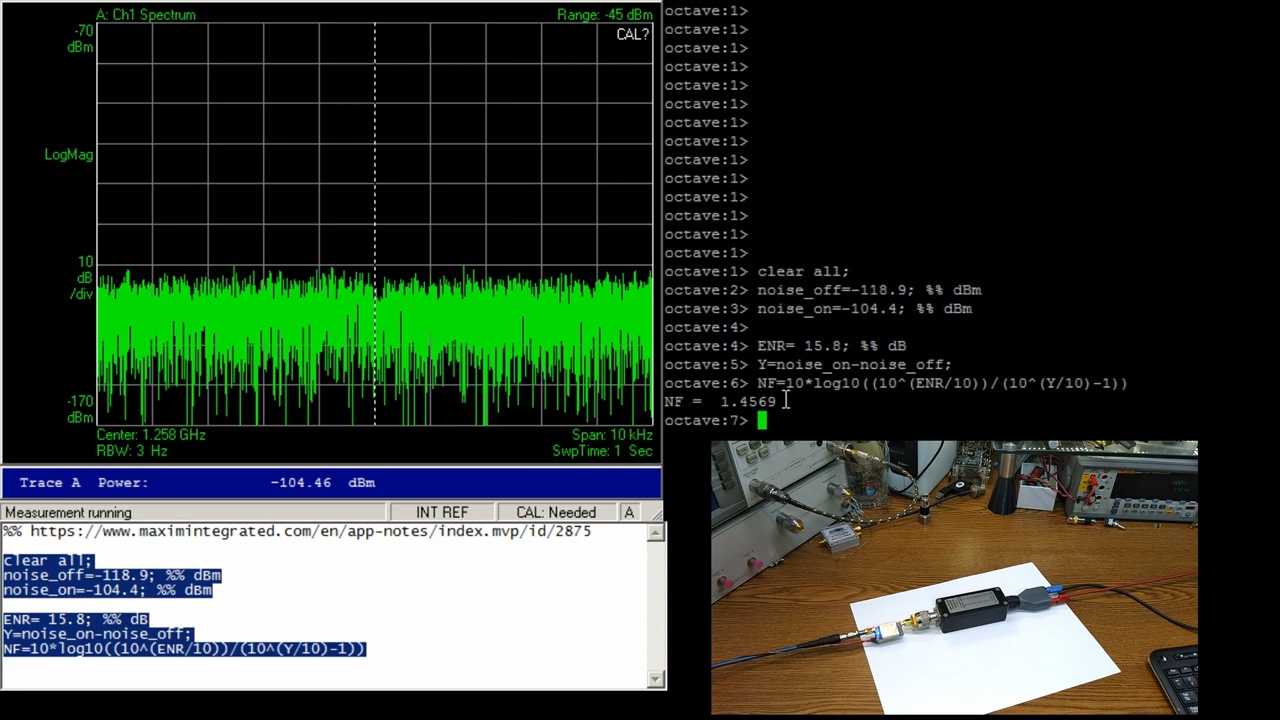 A: Ch1 Spectrum
Range: -45 dBm
-70
dBm
CAL?
LogMag
10
dB
/div
-170
dBm
Center: 1.258 GHz
Span: 10 kHz
RBW: 3 Hz
SwpTime: 1 Sec
Trace A Power: -104.46 dBm
Measurement running
INT REF
CAL: Needed
A
%% https://www.maximintegrated.com/en/app-notes/index.mvp/id/2875
clear all;
noise_off=-118.9; %% dBm
noise_on=-104.4; %% dBm
ENR= 15.8; %% dB
Y=noise_on-noise_off;
NF=10*log10((10^(ENR/10))/(10^(Y/10)-1))
octave:1>
octave:1>
octave:1>
octave:1>
octave:1>
octave:1>
octave:1>
octave:1>
octave:1>
octave:1>
octave:1>
octave:1>
octave:1>
octave:1>
octave:1> clear all;
octave:2> noise_off=-118.9; %% dBm
octave:3> noise_on=-104.4; %% dBm
octave:4>
octave:4> ENR= 15.8; %% dB
octave:5> Y=noise_on-noise_off;
octave:6> NF=10*log10((10^(ENR/10))/(10^(Y/10)-1))
NF = 1.4569
octave:7>